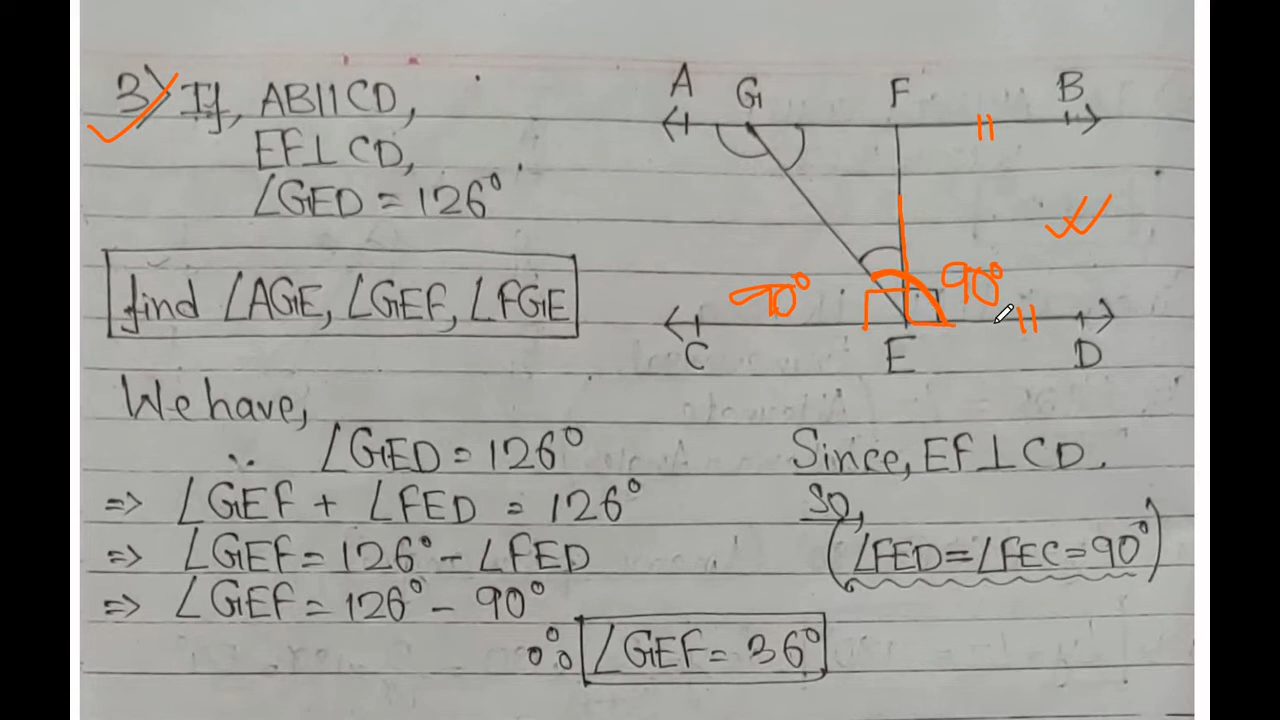 3) If, AB||CD,
EF⊥CD,
∠GED = 126°
find ∠AGE, ∠GEF, ∠FGE
A G F B
90° 90°
C E D
We have,
∴ ∠GED = 126°
=> ∠GEF + ∠FED = 126°
=> ∠GEF = 126° - ∠FED
=> ∠GEF = 126° - 90°
∴ ∠GEF = 36°
Since, EF⊥CD.
So,
(∠FED = ∠FEC = 90°)